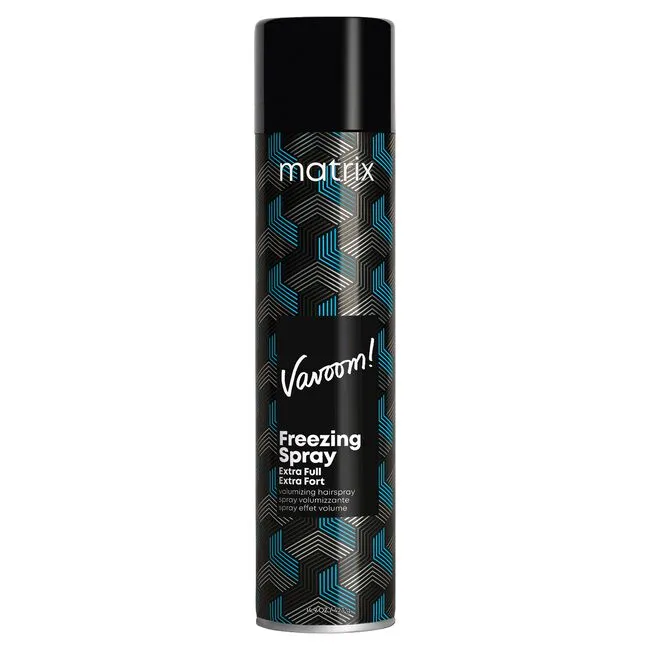 matrix
Vavoom!
Freezing
Spray
Extra Full
Extra Fort
volumizing hairspray
spray volumizzante
spray effet volume